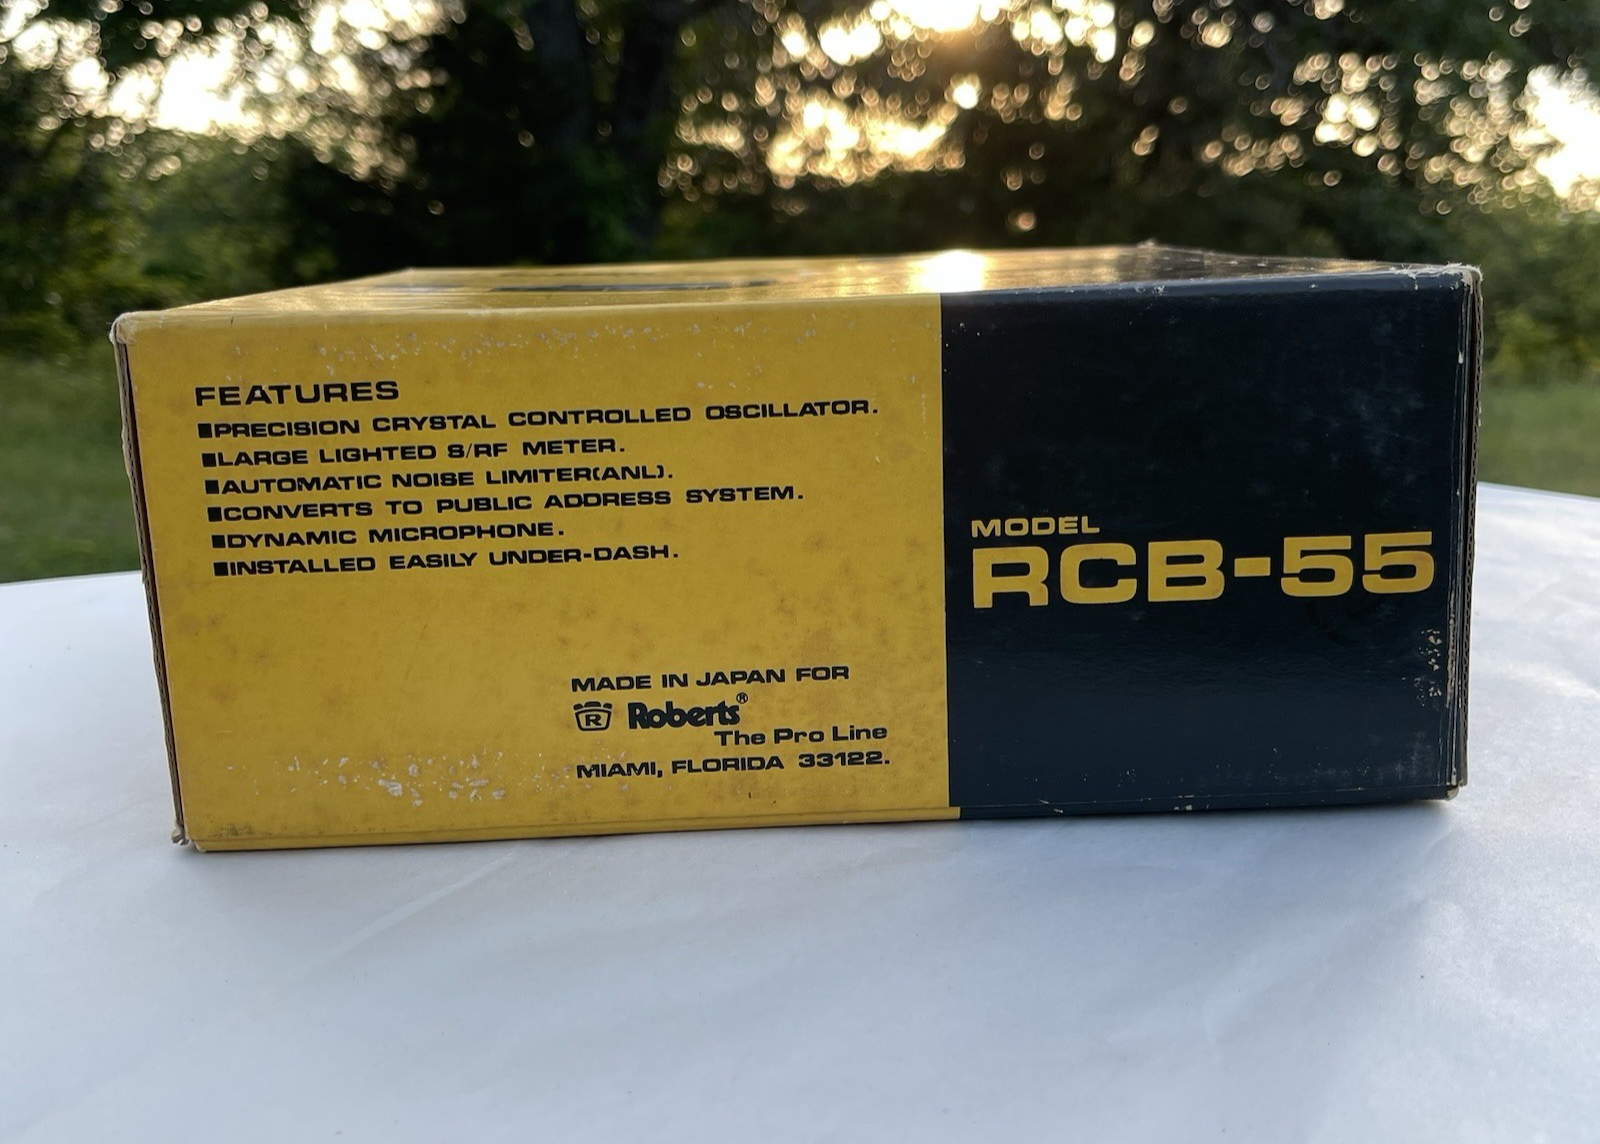 FEATURES
■PRECISION CRYSTAL CONTROLLED OSCILLATOR.
■LARGE LIGHTED S/RF METER.
■AUTOMATIC NOISE LIMITER(ANL).
■CONVERTS TO PUBLIC ADDRESS SYSTEM.
■DYNAMIC MICROPHONE.
■INSTALLED EASILY UNDER-DASH.
MADE IN JAPAN FOR
R Roberts®
The Pro Line
MIAMI, FLORIDA 33122.
MODEL
RCB-55